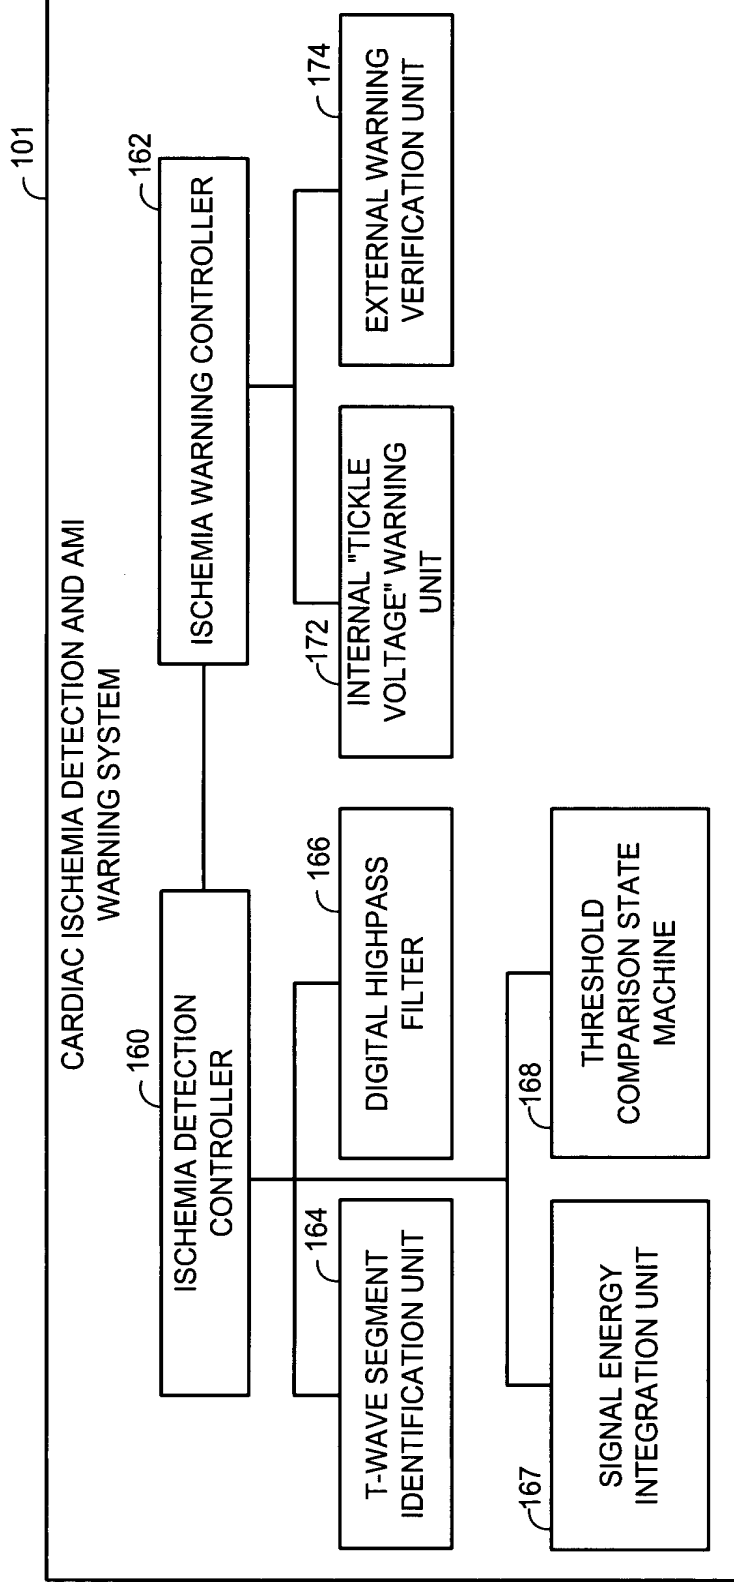 101
CARDIAC ISCHEMIA DETECTION AND AMI
WARNING SYSTEM
160
ISCHEMIA DETECTION
CONTROLLER
162
ISCHEMIA WARNING CONTROLLER
164
T-WAVE SEGMENT
IDENTIFICATION UNIT
166
DIGITAL HIGHPASS
FILTER
172
INTERNAL "TICKLE
VOLTAGE" WARNING
UNIT
174
EXTERNAL WARNING
VERIFICATION UNIT
167
SIGNAL ENERGY
INTEGRATION UNIT
168
THRESHOLD
COMPARISON STATE
MACHINE